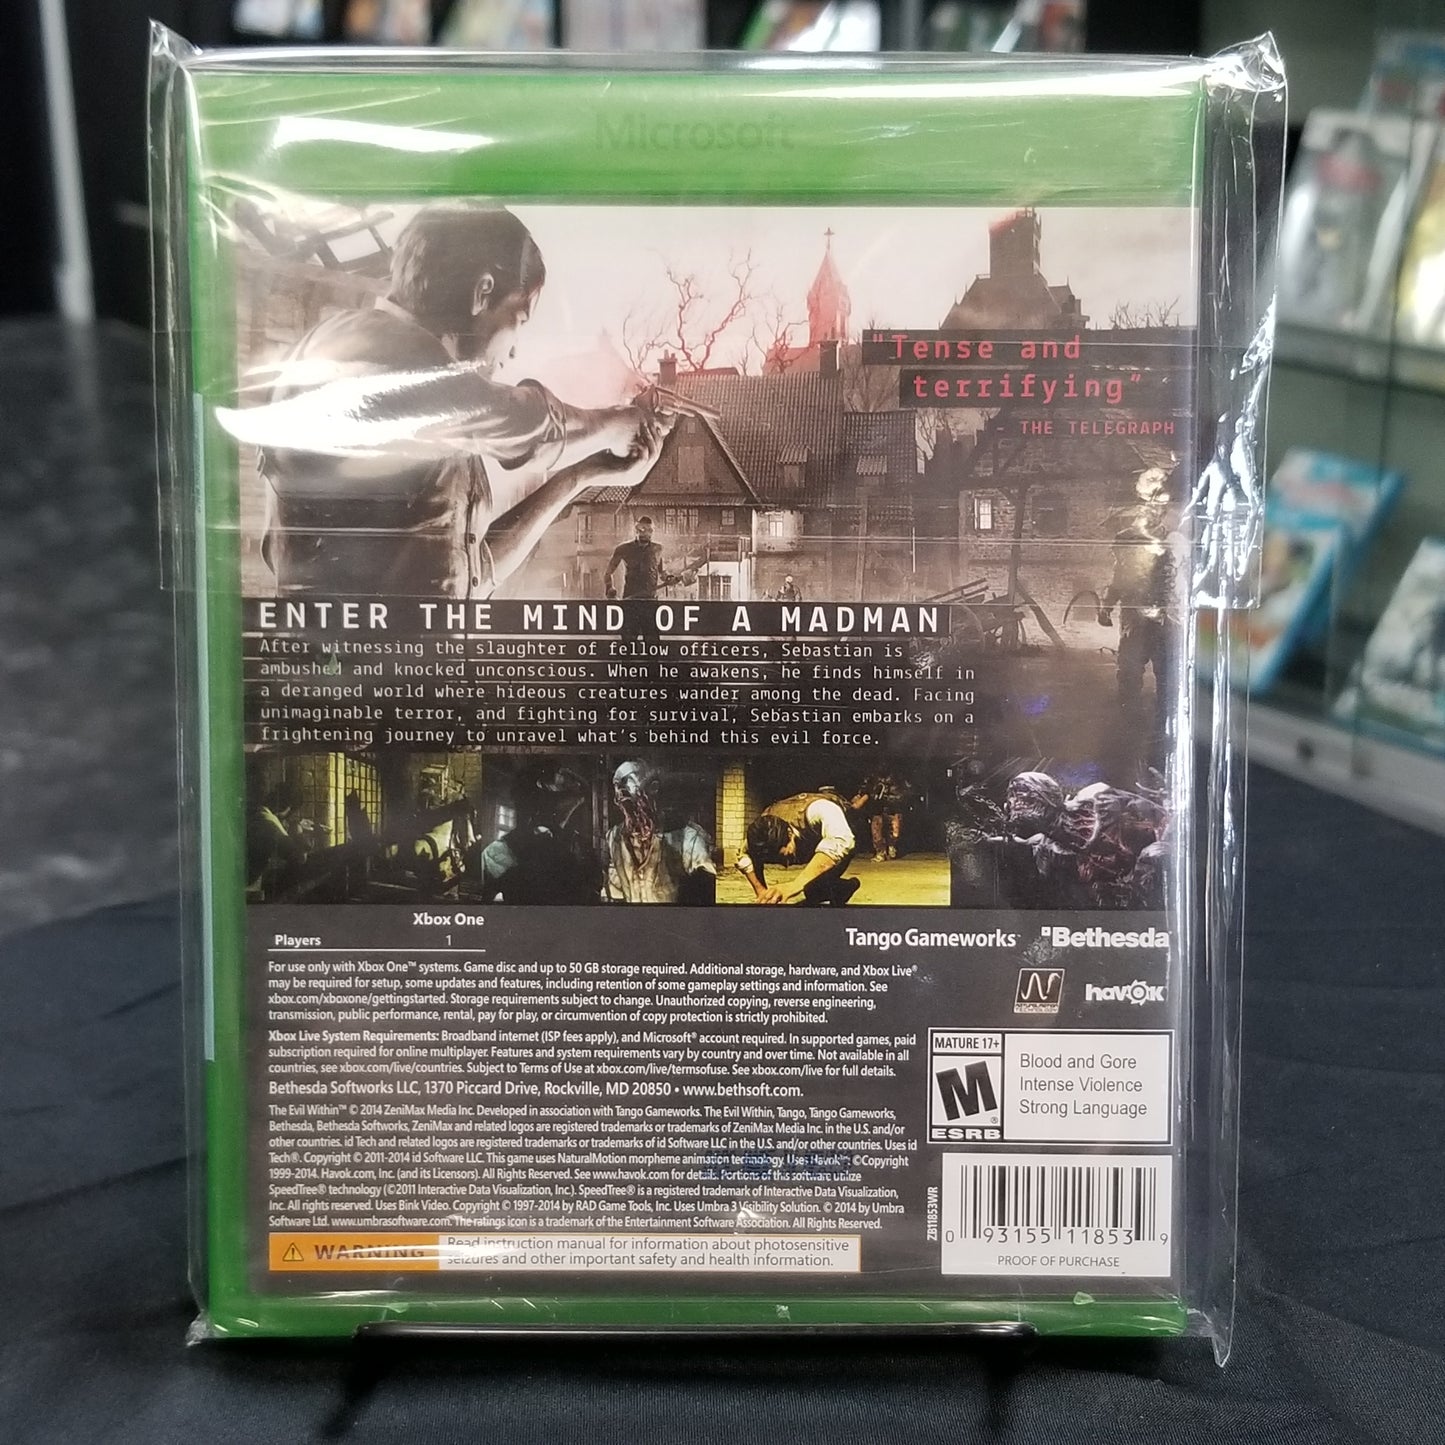 Microsoft
"Tense and
terrifying"
- THE TELEGRAPH
ENTER THE MIND OF A MADMAN
After witnessing the slaughter of fellow officers, Sebastian is
ambushed and knocked unconscious. When he awakens, he finds himself in
a deranged world where hideous creatures wander among the dead. Facing
unimaginable terror, and fighting for survival, Sebastian embarks on a
frightening journey to unravel what's behind this evil force.
Xbox One
Players 1
Tango Gameworks Bethesda
havok
For use only with Xbox One™ systems. Game disc and up to 50 GB storage required. Additional storage, hardware, and Xbox Live®
may be required for setup, some updates and features, including retention of some gameplay settings and information. See
xbox.com/xboxone/gettingstarted. Storage requirements subject to change. Unauthorized copying, reverse engineering,
transmission, public performance, rental, pay for play, or circumvention of copy protection is strictly prohibited.
Xbox Live System Requirements: Broadband internet (ISP fees apply), and Microsoft® account required. In supported games, paid
subscription required for online multiplayer. Features and system requirements vary by country and over time. Not available in all
countries, see xbox.com/live/countries. Subject to Terms of Use at xbox.com/live/termsofuse. See xbox.com/live for full details.
Bethesda Softworks LLC, 1370 Piccard Drive, Rockville, MD 20850 • www.bethsoft.com.
The Evil Within™ © 2014 ZeniMax Media Inc. Developed in association with Tango Gameworks. The Evil Within, Tango, Tango Gameworks,
Bethesda, Bethesda Softworks, ZeniMax and related logos are registered trademarks or trademarks of ZeniMax Media Inc. in the U.S. and/or
other countries. id Tech and related logos are registered trademarks or trademarks of id Software LLC in the U.S. and/or other countries. Uses id
Tech®. Copyright © 2011-2014 id Software LLC. This game uses NaturalMotion morpheme animation technology. Uses Havok™: ©Copyright
1999-2014. Havok.com, Inc. (and its Licensors). All Rights Reserved. See www.havok.com for details. Portions of this software utilize
SpeedTree® technology (©2011 Interactive Data Visualization, Inc.). SpeedTree® is a registered trademark of Interactive Data Visualization,
Inc. All rights reserved. Uses Bink Video. Copyright © 1997-2014 by RAD Game Tools, Inc. Uses Umbra 3 Visibility Solution. © 2014 by Umbra
Software Ltd. www.umbrasoftware.com. The ratings icon is a trademark of the Entertainment Software Association. All Rights Reserved.
WARNING Read instruction manual for information about photosensitive
seizures and other important safety and health information.
MATURE 17+
M
ESRB
Blood and Gore
Intense Violence
Strong Language
ZB11853WR
0 93155 11853 9
PROOF OF PURCHASE